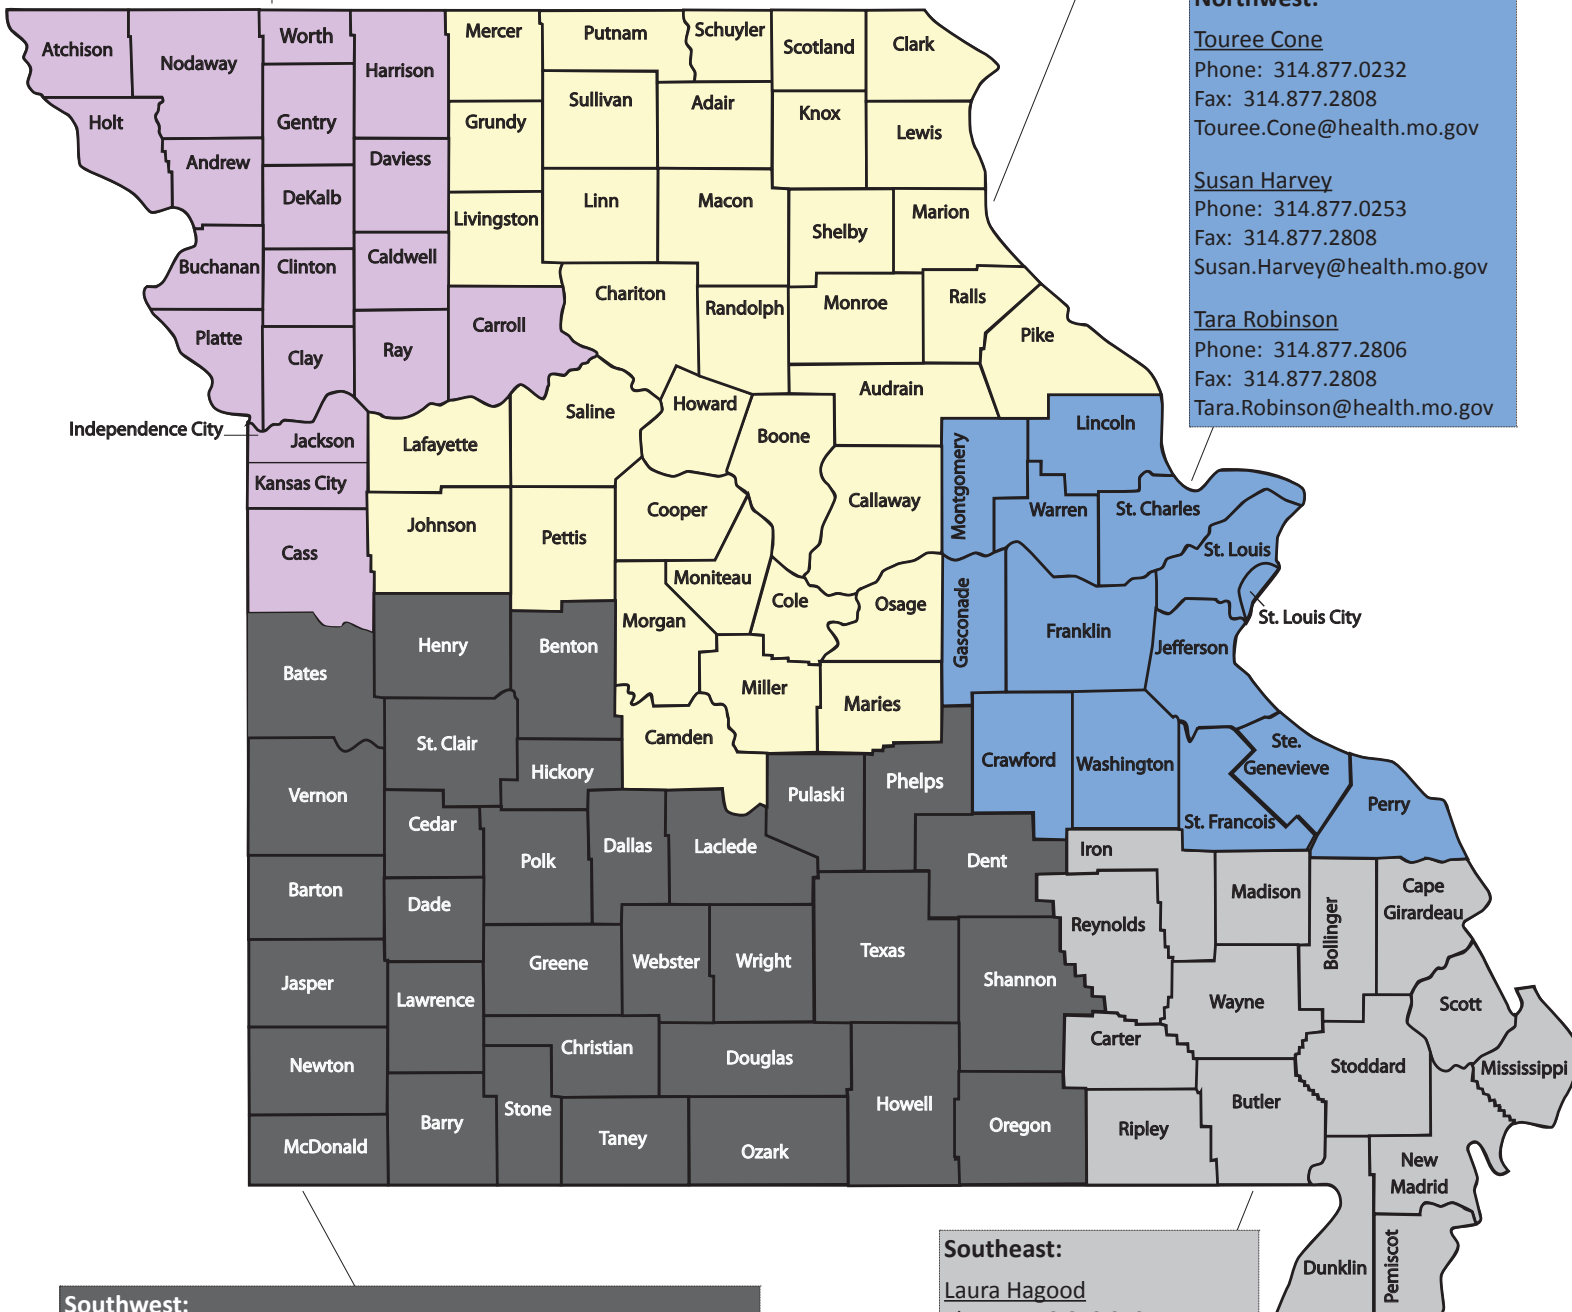 Northwest:
Touree Cone
Phone: 314.877.0232
Fax: 314.877.2808
Touree.Cone@health.mo.gov
Susan Harvey
Phone: 314.877.0253
Fax: 314.877.2808
Susan.Harvey@health.mo.gov
Tara Robinson
Phone: 314.877.2806
Fax: 314.877.2808
Tara.Robinson@health.mo.gov
Atchison
Nodaway
Worth
Harrison
Mercer
Putnam
Schuyler
Scotland
Clark
Holt
Gentry
Grundy
Sullivan
Adair
Knox
Lewis
Andrew
Daviess
DeKalb
Livingston
Linn
Macon
Shelby
Marion
Buchanan
Clinton
Caldwell
Chariton
Randolph
Monroe
Ralls
Platte
Clay
Ray
Carroll
Pike
Audrain
Independence City
Jackson
Lafayette
Saline
Howard
Boone
Lincoln
Kansas City
Johnson
Pettis
Cooper
Callaway
Montgomery
Warren
St. Charles
St. Louis
Cass
Moniteau
Cole
Osage
Gasconade
Franklin
St. Louis City
Morgan
Jefferson
Bates
Henry
Benton
Miller
Maries
Camden
St. Clair
Hickory
Crawford
Washington
Ste.
Genevieve
Vernon
Pulaski
Phelps
Perry
St. Francois
Cedar
Polk
Dallas
Laclede
Dent
Iron
Barton
Dade
Madison
Cape
Girardeau
Reynolds
Bollinger
Jasper
Greene
Webster
Wright
Texas
Shannon
Lawrence
Wayne
Scott
Carter
Newton
Christian
Douglas
Stoddard
Mississippi
Stone
Howell
Butler
Barry
Oregon
Ripley
McDonald
Taney
Ozark
New
Madrid
Dunklin
Pemiscot
Southeast:
Laura Hagood
Southwest: